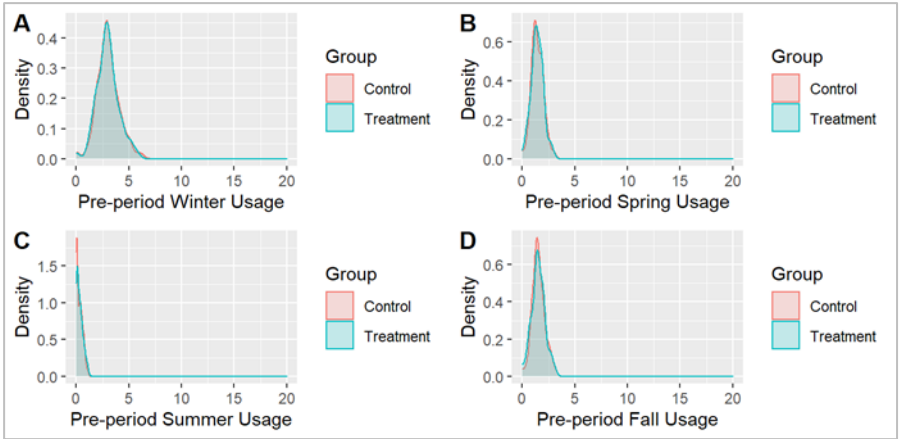 A
Density
0.4
0.3
0.2
0.1
0.0
0 5 10 15 20
Pre-period Winter Usage
Group
Control
Treatment
B
Density
0.6
0.4
0.2
0.0
0 5 10 15 20
Pre-period Spring Usage
Group
Control
Treatment
C
Density
1.5
1.0
0.5
0.0
0 5 10 15 20
Pre-period Summer Usage
Group
Control
Treatment
D
Density
0.6
0.4
0.2
0.0
0 5 10 15 20
Pre-period Fall Usage
Group
Control
Treatment